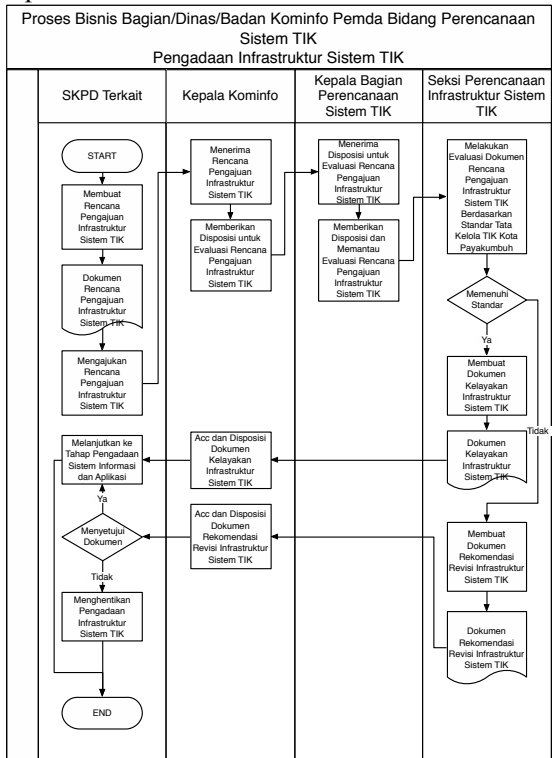 Proses Bisnis Bagian/Dinas/Badan Kominfo Pemda Bidang Perencanaan
Sistem TIK
Pengadaan Infrastruktur Sistem TIK
SKPD Terkait
Kepala Kominfo
Kepala Bagian
Perencanaan
Sistem TIK
Seksi Perencanaan
Infrastruktur Sistem
TIK
START
Membuat
Rencana
Pengajuan
Infrastruktur
Sistem TIK
Dokumen
Rencana
Pengajuan
Infrastruktur
Sistem TIK
Mengajukan
Rencana
Pengajuan
Infrastruktur
Sistem TIK
Menerima
Rencana
Pengajuan
Infrastruktur
Sistem TIK
Memberikan
Disposisi untuk
Evaluasi Rencana
Pengajuan
Infrastruktur
Sistem TIK
Menerima
Disposisi untuk
Evaluasi Rencana
Pengajuan
Infrastruktur
Sistem TIK
Memberikan
Disposisi dan
Memantau
Evaluasi Rencana
Pengajuan
Infrastruktur
Sistem TIK
Melakukan
Evaluasi Dokumen
Rencana
Pengajuan
Infrastruktur
Sistem TIK
Berdasarkan
Standar Tata
Kelola TIK Kota
Payakumbuh
Memenuhi
Standar
Ya
Tidak
Membuat
Dokumen
Kelayakan
Infrastruktur
Sistem TIK
Dokumen
Kelayakan
Infrastruktur
Sistem TIK
Acc dan Disposisi
Dokumen
Kelayakan
Infrastruktur
Sistem TIK
Melanjutkan ke
Tahap Pengadaan
Sistem Informasi
dan Aplikasi
Ya
Menyetujui
Dokumen
Tidak
Acc dan Disposisi
Dokumen
Rekomendasi
Revisi Infrastruktur
Sistem TIK
Membuat
Dokumen
Rekomendasi
Revisi Infrastruktur
Sistem TIK
Dokumen
Rekomendasi
Revisi Infrastruktur
Sistem TIK
Menghentikan
Pengadaan
Infrastruktur
Sistem TIK
END